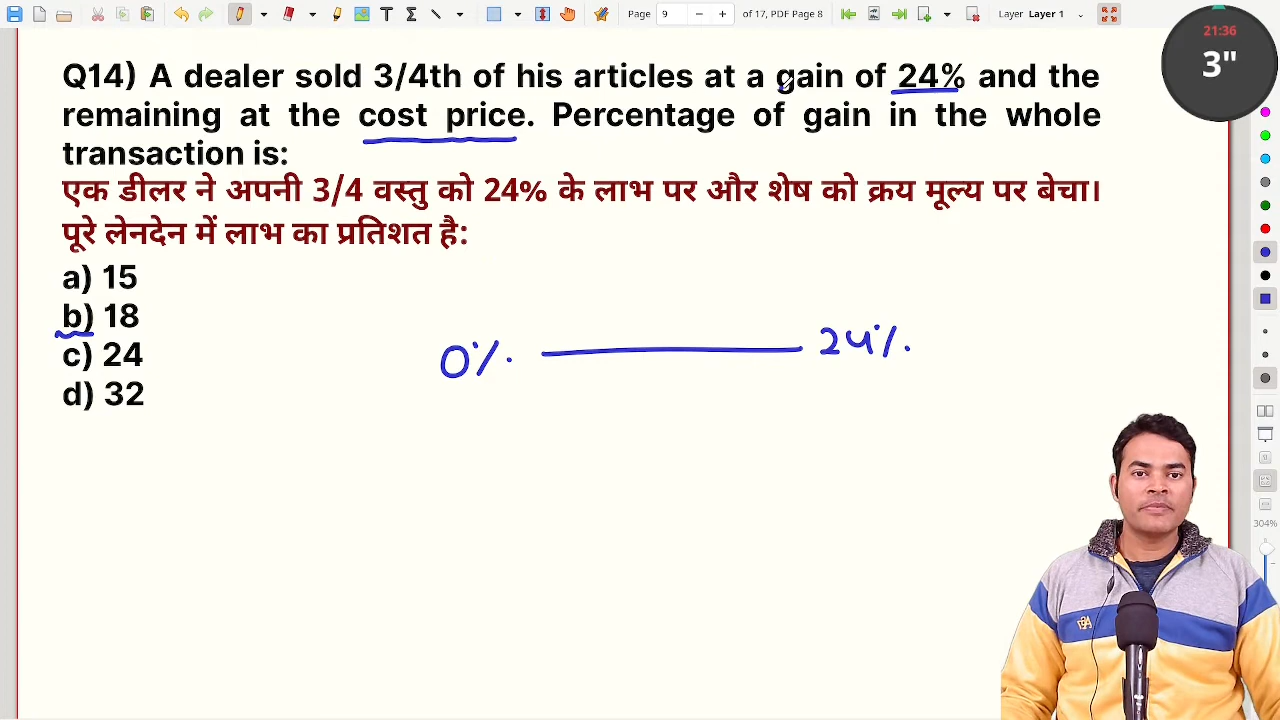 Page 9 of 17 PDF Page 8 Layer Layer 1
21:36
3"
Q14) A dealer sold 3/4th of his articles at a gain of 24% and the
remaining at the cost price. Percentage of gain in the whole
transaction is:
एक डीलर ने अपनी 3/4 वस्तु को 24% के लाभ पर और शेष को क्रय मूल्य पर बेचा।
पूरे लेनदेन में लाभ का प्रतिशत है:
a) 15
b) 18
c) 24
d) 32
0% 24%
304%